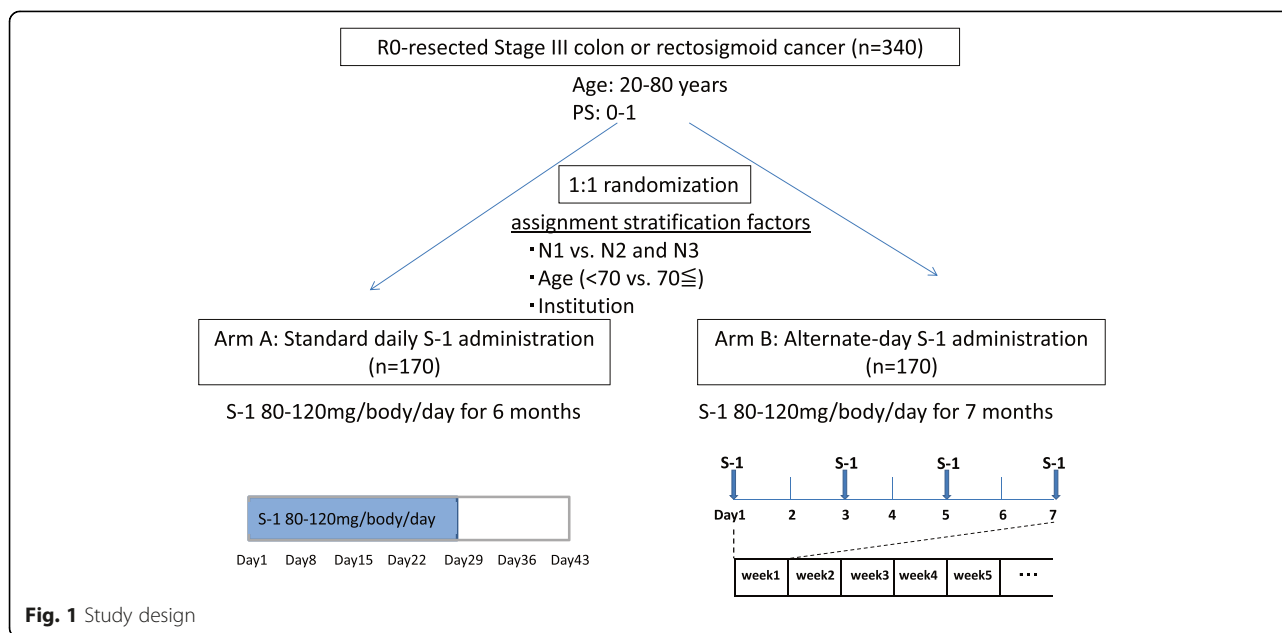 R0-resected Stage III colon or rectosigmoid cancer (n=340)
Age: 20-80 years
PS: 0-1
1:1 randomization
assignment stratification factors
・N1 vs. N2 and N3
・Age (<70 vs. 70≦)
・Institution
Arm A: Standard daily S-1 administration
(n=170)
S-1 80-120mg/body/day for 6 months
S-1 80-120mg/body/day
Day1 Day8 Day15 Day22 Day29 Day36 Day43
Arm B: Alternate-day S-1 administration
(n=170)
S-1 80-120mg/body/day for 7 months
S-1 S-1 S-1 S-1
Day1 2 3 4 5 6 7
week1 week2 week3 week4 week5 ···
Fig. 1 Study design